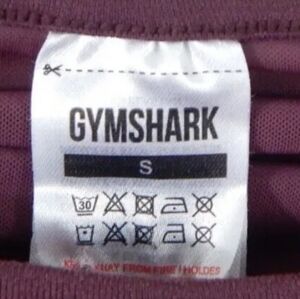 GYMSHARK
S
30
AWAY FROM FIRE | HOLDES